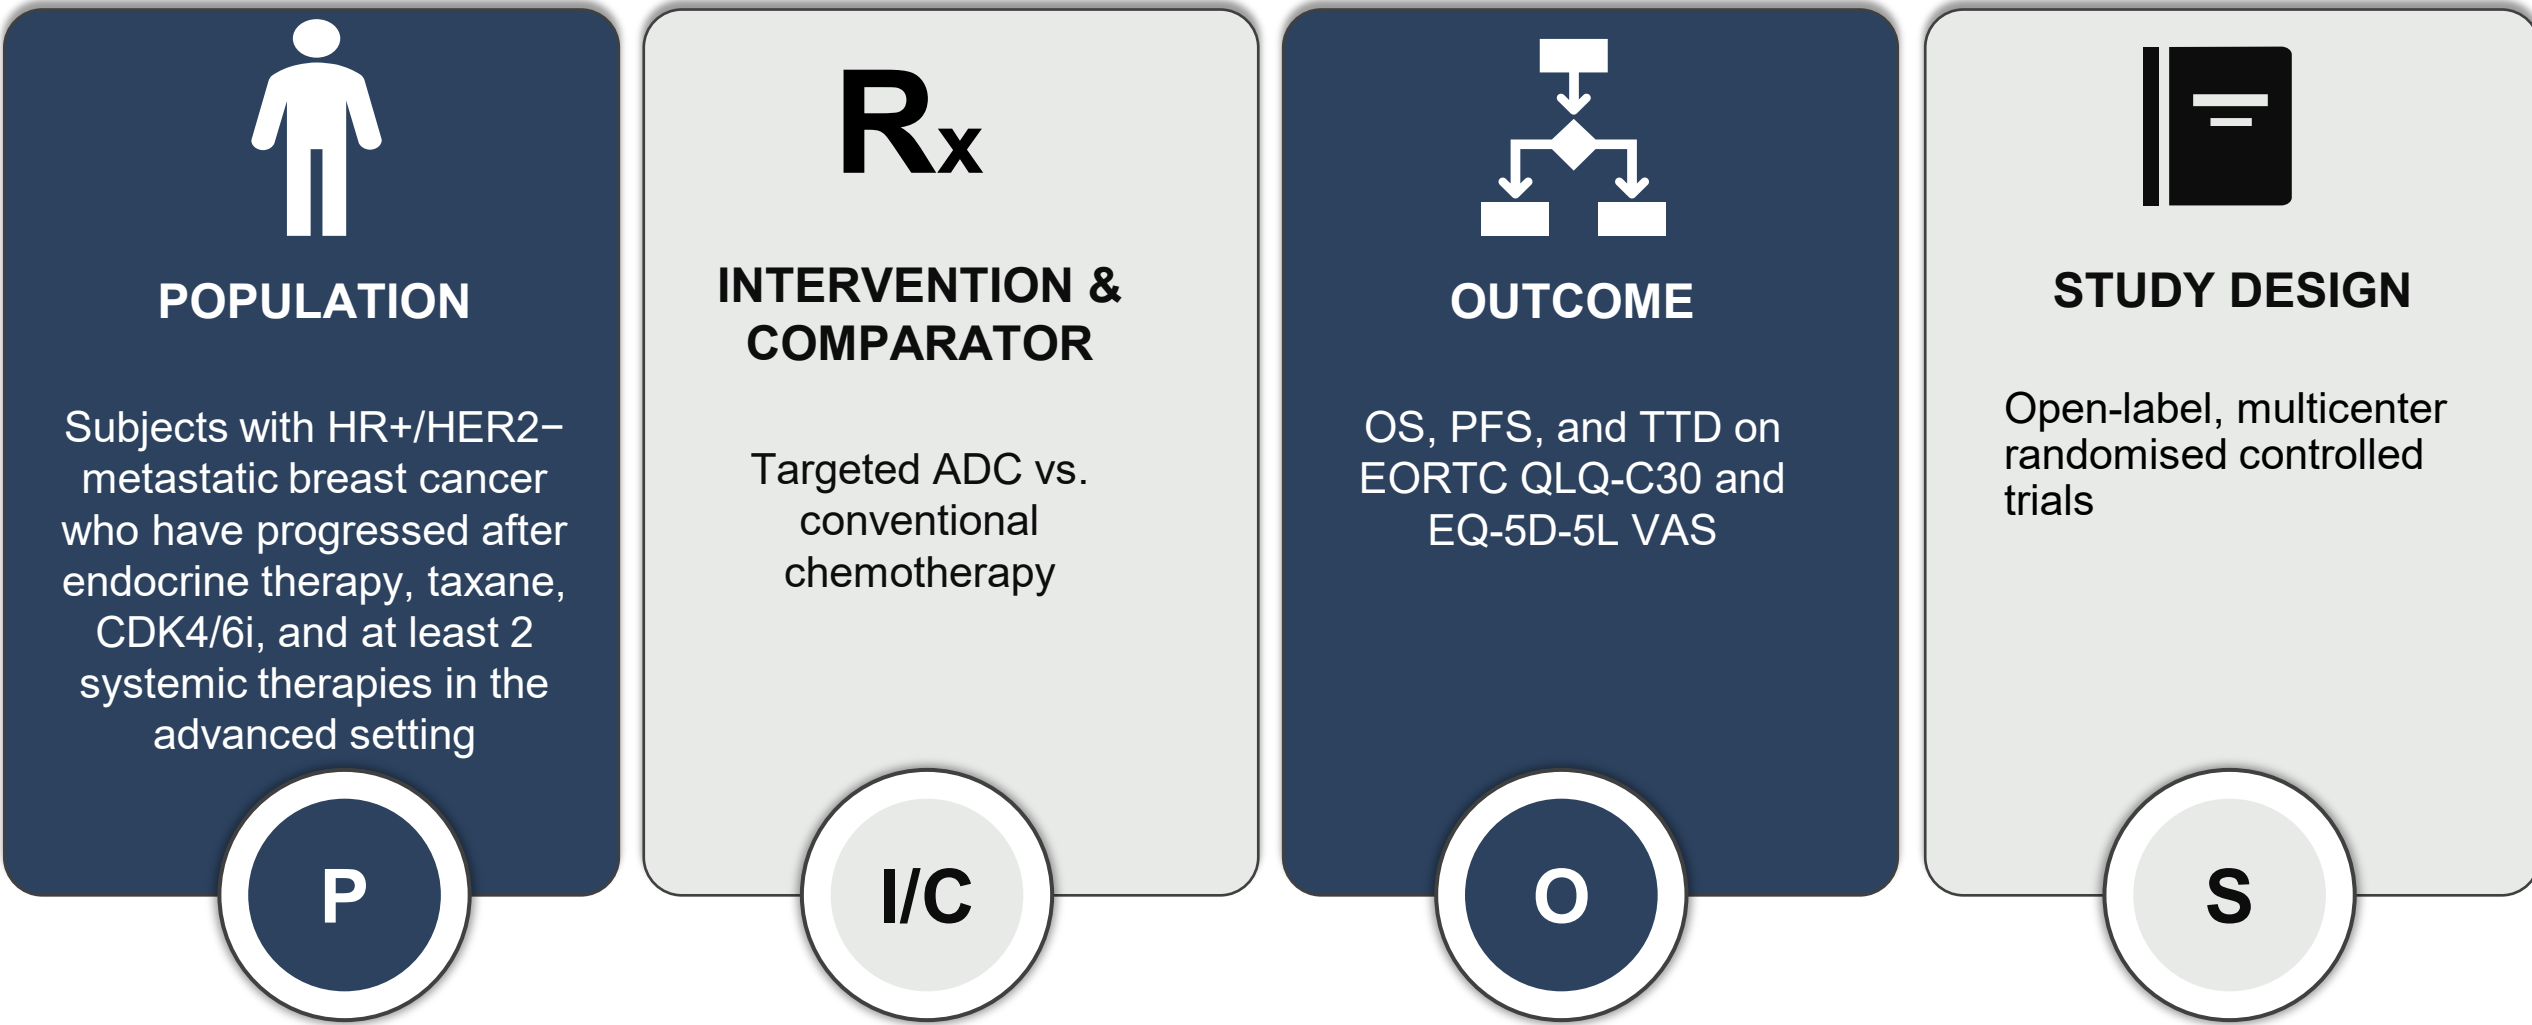 Rx
POPULATION
Subjects with HR+/HER2−
metastatic breast cancer
who have progressed after
endocrine therapy, taxane,
CDK4/6i, and at least 2
systemic therapies in the
advanced setting
P
INTERVENTION &
COMPARATOR
Targeted ADC vs.
conventional
chemotherapy
I/C
OUTCOME
OS, PFS, and TTD on
EORTC QLQ-C30 and
EQ-5D-5L VAS
O
STUDY DESIGN
Open-label, multicenter
randomised controlled
trials
S